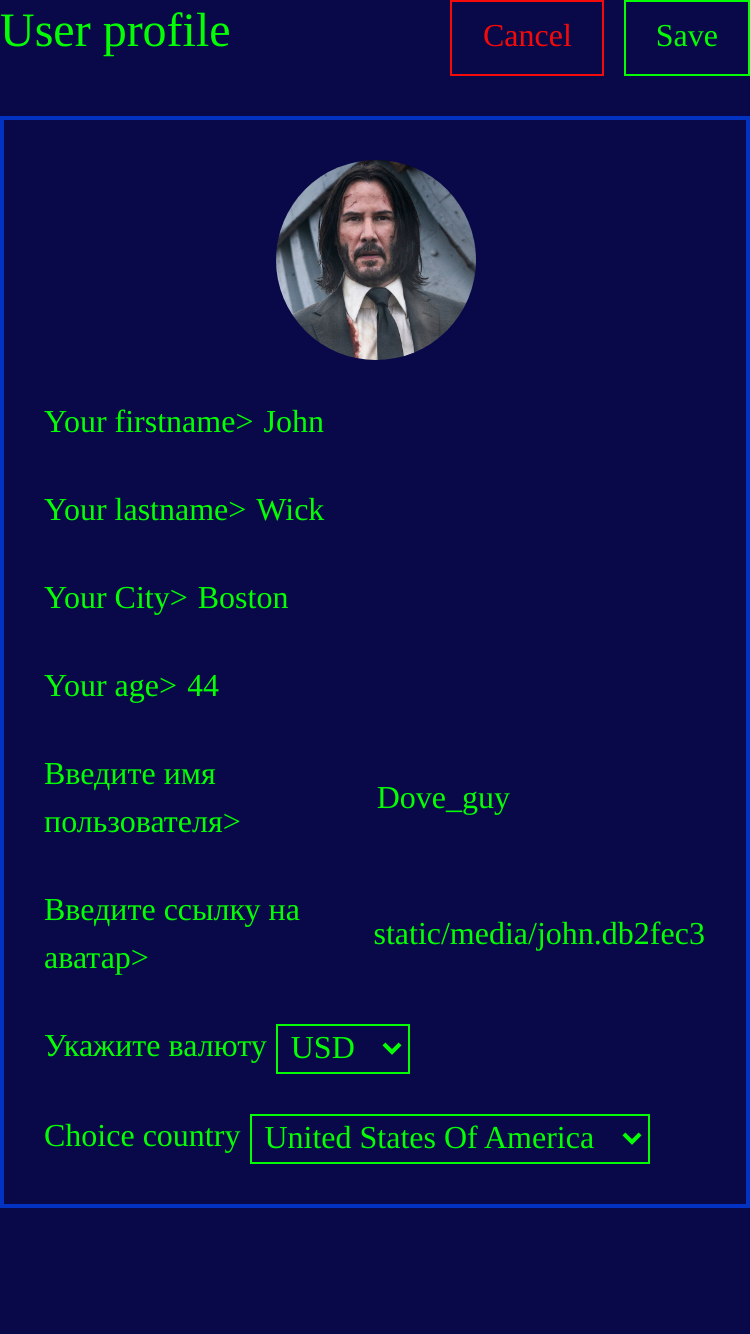 User profile
Cancel
Save
Your firstname> John
Your lastname> Wick
Your City> Boston
Your age> 44
Введите имя
пользователя>
Dove_guy
Введите ссылку на
аватар>
static/media/john.db2fec3
Укажите валюту USD
Choice country United States Of America